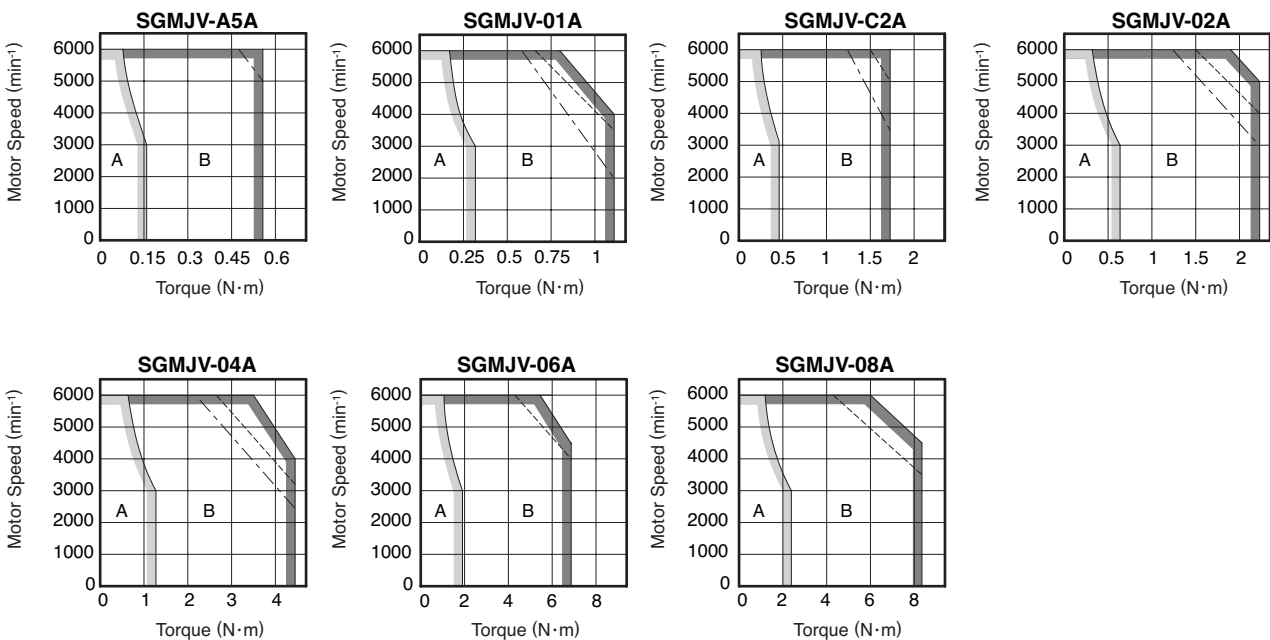 SGMJV-A5A
Motor Speed (min-1)
6000
5000
4000
3000
2000
1000
0
A
B
0 0.15 0.3 0.45 0.6
Torque (N·m)
SGMJV-01A
Motor Speed (min-1)
6000
5000
4000
3000
2000
1000
0
A
B
0 0.25 0.5 0.75 1
Torque (N·m)
SGMJV-C2A
Motor Speed (min-1)
6000
5000
4000
3000
2000
1000
0
A
B
0 0.5 1 1.5 2
Torque (N·m)
SGMJV-02A
Motor Speed (min-1)
6000
5000
4000
3000
2000
1000
0
A
B
0 0.5 1 1.5 2
Torque (N·m)
SGMJV-04A
Motor Speed (min-1)
6000
5000
4000
3000
2000
1000
0
A
B
0 1 2 3 4
Torque (N·m)
SGMJV-06A
Motor Speed (min-1)
6000
5000
4000
3000
2000
1000
0
A
B
0 2 4 6 8
Torque (N·m)
SGMJV-08A
Motor Speed (min-1)
6000
5000
4000
3000
2000
1000
0
A
B
0 2 4 6 8
Torque (N·m)